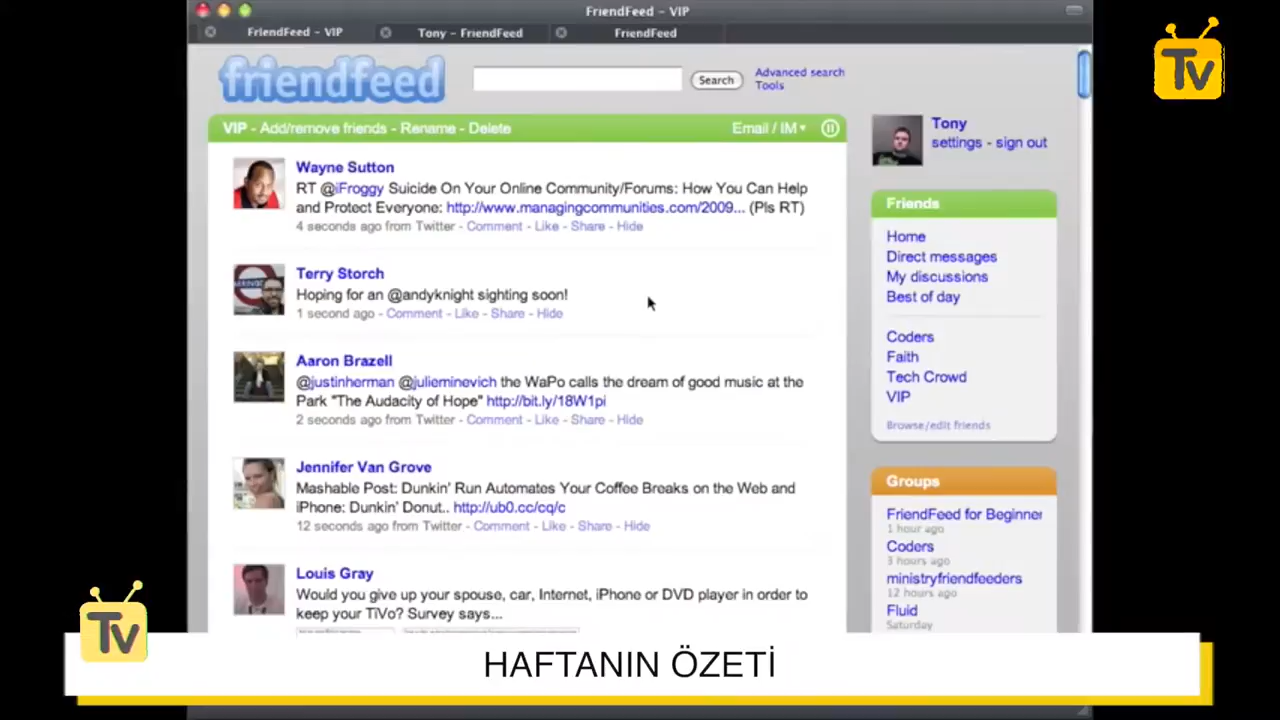 FriendFeed – VIP
FriendFeed – VIP
Tony – FriendFeed
FriendFeed
TV
friendfeed
Search
Advanced search
Tools
VIP - Add/remove friends - Rename - Delete
Email / IM
Wayne Sutton
RT @iFroggy Suicide On Your Online Community/Forums: How You Can Help
and Protect Everyone: http://www.managingcommunities.com/2009... (Pls RT)
4 seconds ago from Twitter - Comment - Like - Share - Hide
Terry Storch
Hoping for an @andyknight sighting soon!
1 second ago - Comment - Like - Share - Hide
Aaron Brazell
@justinherman @julieminevich the WaPo calls the dream of good music at the
Park "The Audacity of Hope" http://bit.ly/18W1pi
2 seconds ago from Twitter - Comment - Like - Share - Hide
Jennifer Van Grove
Mashable Post: Dunkin' Run Automates Your Coffee Breaks on the Web and
iPhone: Dunkin' Donut.. http://ub0.cc/cq/c
12 seconds ago from Twitter - Comment - Like - Share - Hide
Louis Gray
Would you give up your spouse, car, Internet, iPhone or DVD player in order to
keep your TiVo? Survey says...
Tony
settings - sign out
Friends
Home
Direct messages
My discussions
Best of day
Coders
Faith
Tech Crowd
VIP
Browse/edit friends
Groups
FriendFeed for Beginner
1 hour ago
Coders
3 hours ago
ministryfriendfeeders
12 hours ago
Fluid
Saturday
TV
HAFTANIN ÖZETİ